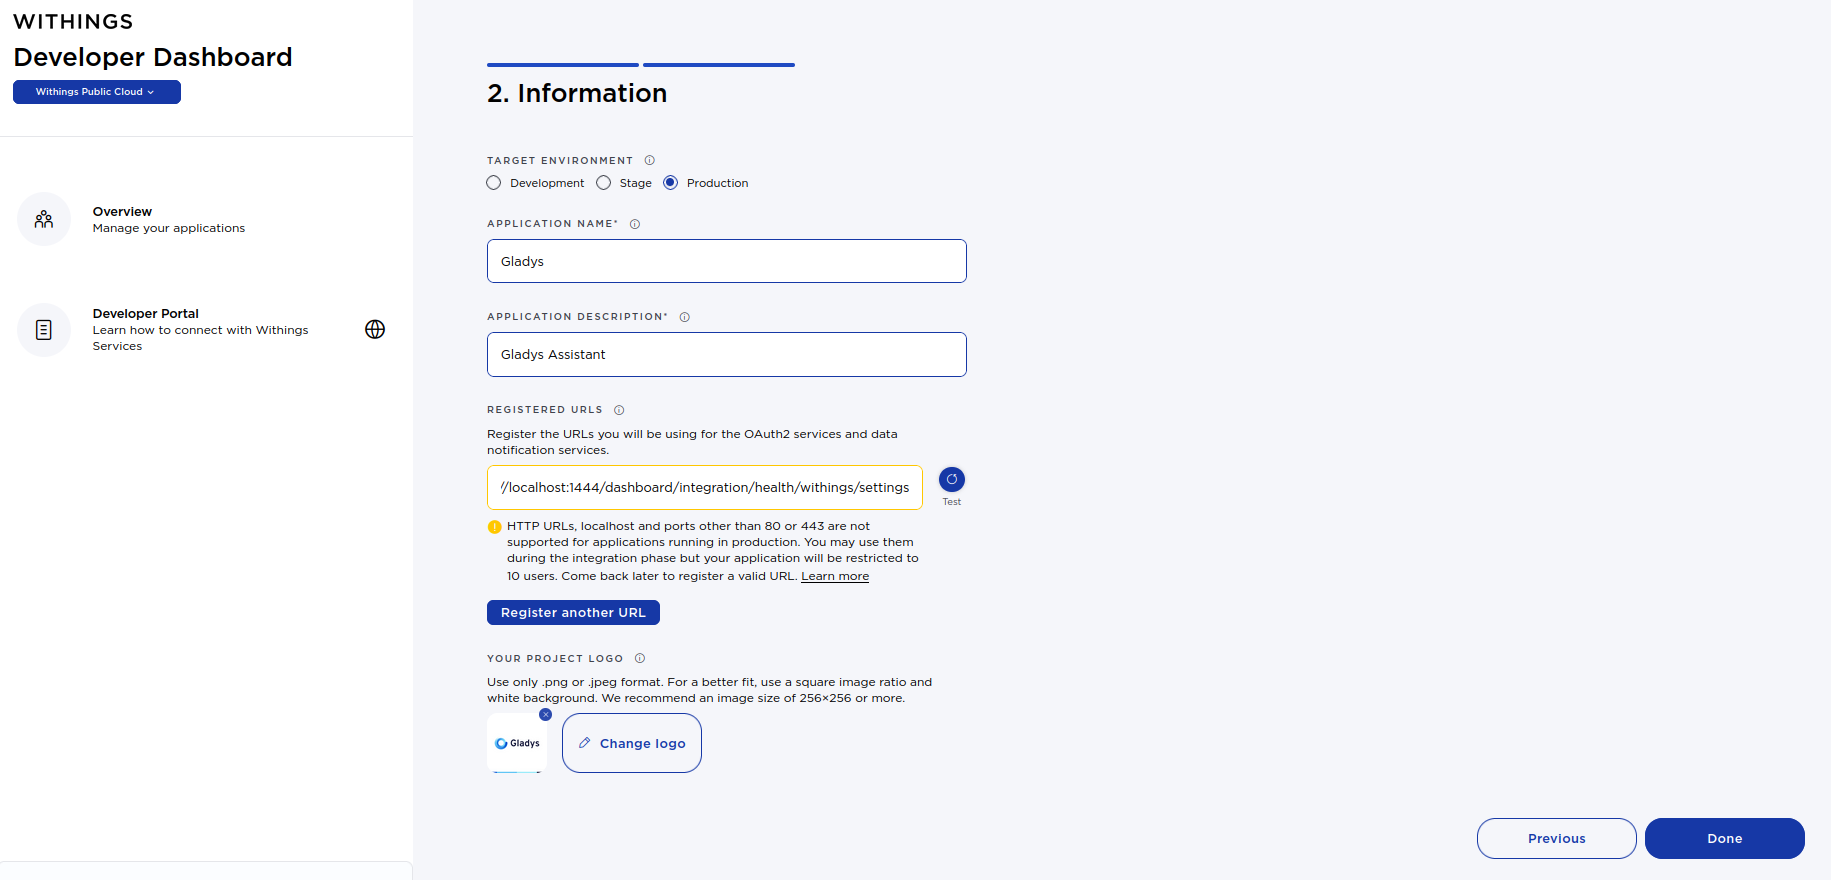 WITHINGS
Developer Dashboard
Withings Public Cloud
Overview
Manage your applications
Developer Portal
Learn how to connect with Withings
Services
2. Information
TARGET ENVIRONMENT
Development
Stage
Production
APPLICATION NAME*
Gladys
APPLICATION DESCRIPTION*
Gladys Assistant
REGISTERED URLS
Register the URLs you will be using for the OAuth2 services and data
notification services.
//localhost:1444/dashboard/integration/health/withings/settings
Test
HTTP URLs, localhost and ports other than 80 or 443 are not
supported for applications running in production. You may use them
during the integration phase but your application will be restricted to
10 users. Come back later to register a valid URL. Learn more
Register another URL
YOUR PROJECT LOGO
Use only .png or .jpeg format. For a better fit, use a square image ratio and
white background. We recommend an image size of 256×256 or more.
Gladys
Change logo
Previous
Done